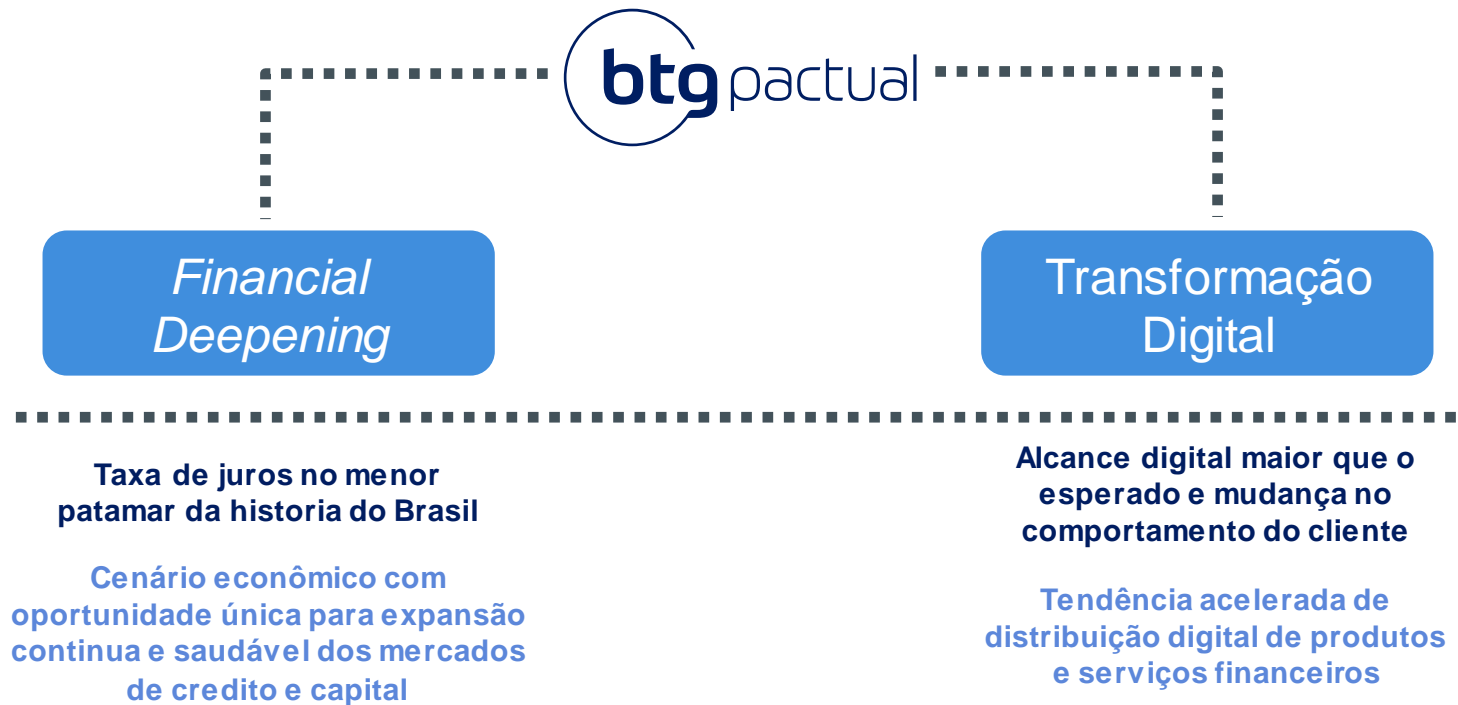 btg pactual
Financial
Deepening
Transformação
Digital
Taxa de juros no menor
patamar da historia do Brasil
Cenário econômico com
oportunidade única para expansão
continua e saudável dos mercados
de credito e capital
Alcance digital maior que o
esperado e mudança no
comportamento do cliente
Tendência acelerada de
distribuição digital de produtos
e serviços financeiros